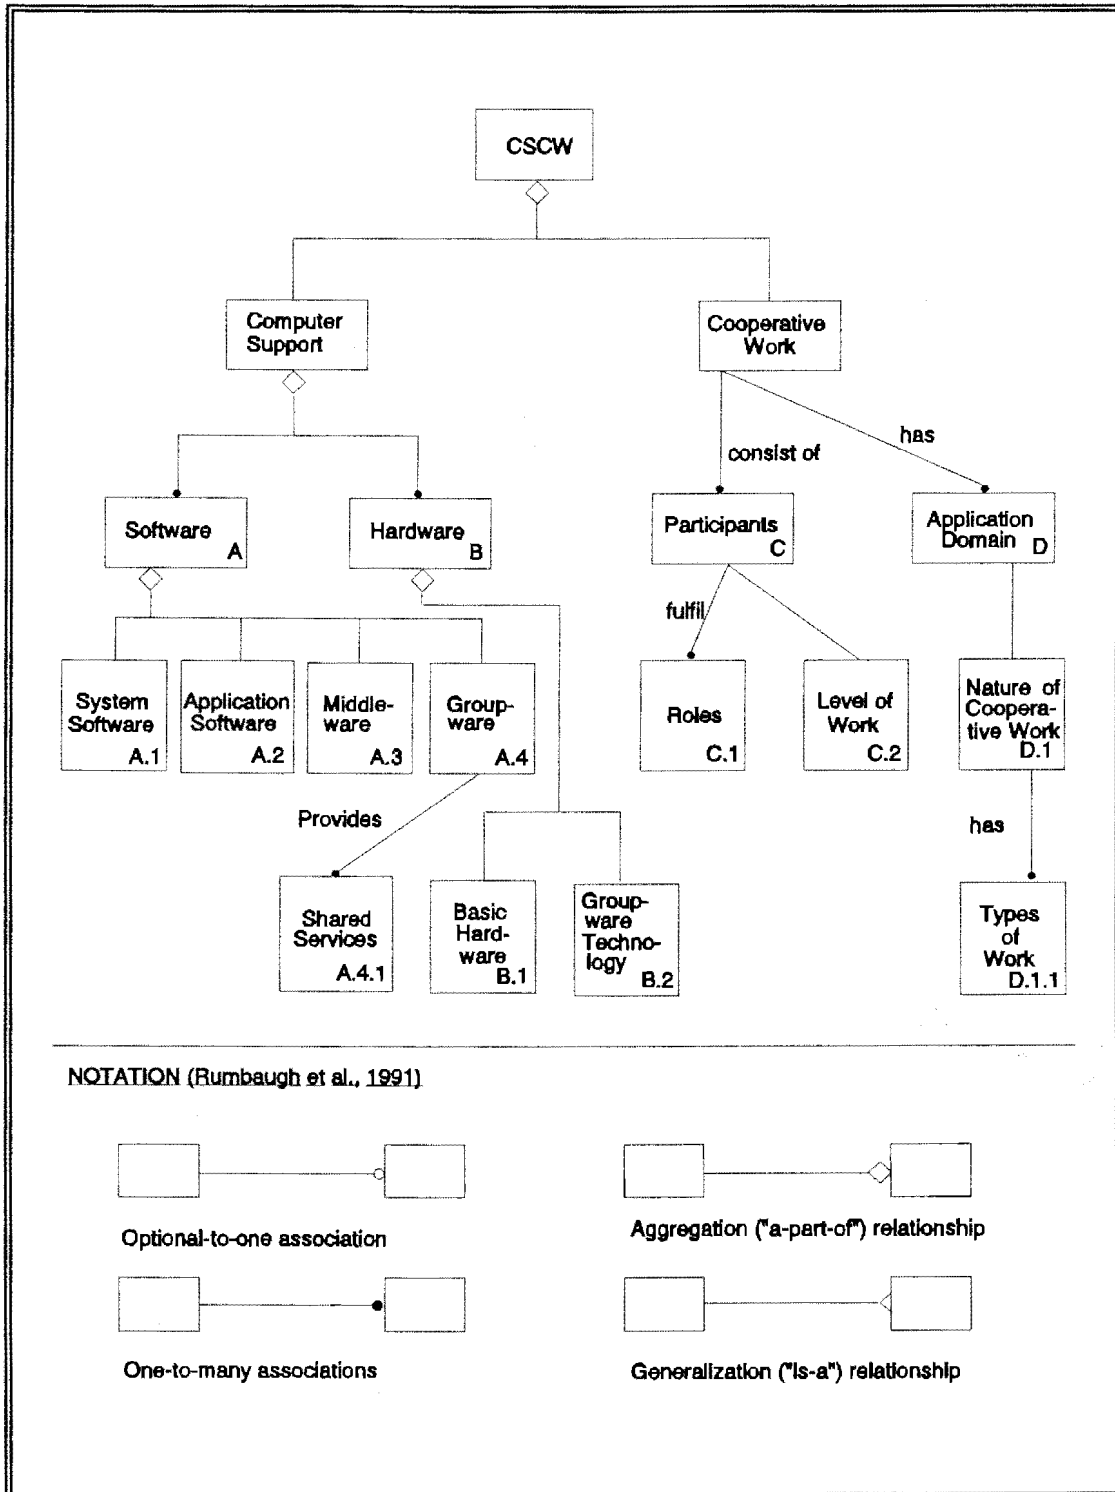 CSCW
Computer
Support
Cooperative
Work
consist of
has
Software
A
Hardware
B
Participants
C
Application
Domain D
fulfil
System
Software
A.1
Application
Software
A.2
Middle-
ware
A.3
Group-
ware
A.4
Roles
C.1
Level of
Work
C.2
Nature of
Coopera-
tive Work
D.1
Provides
has
Shared
Services
A.4.1
Basic
Hard-
ware
B.1
Group-
ware
Techno-
logy
B.2
Types
of
Work
D.1.1
NOTATION (Rumbaugh et al., 1991)
Optional-to-one association
Aggregation ("a-part-of") relationship
One-to-many associations
Generalization ("is-a") relationship